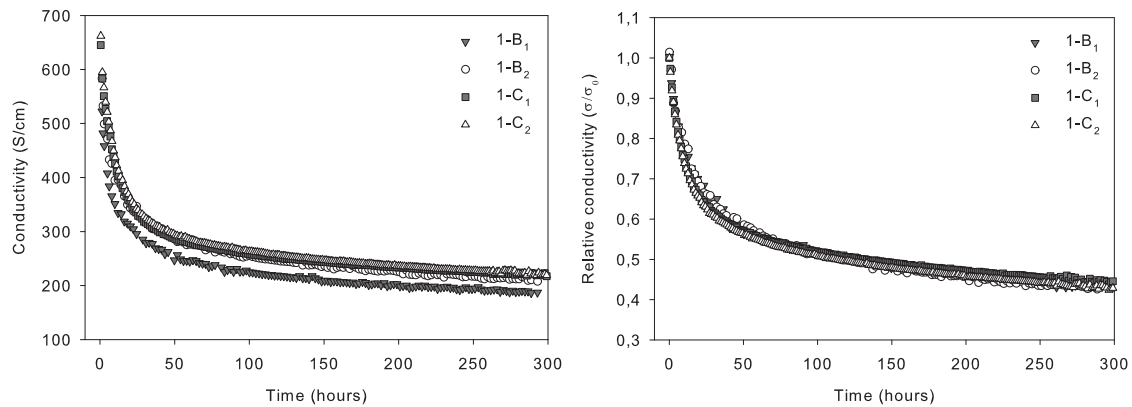 700
600
500
400
300
200
100
0
50
100
150
200
250
300
Conductivity (S/cm)
Time (hours)
1-B₁
1-B₂
1-C₁
1-C₂
1,1
1,0
0,9
0,8
0,7
0,6
0,5
0,4
0,3
0
50
100
150
200
250
300
Relative conductivity (σ/σ₀)
Time (hours)
1-B₁
1-B₂
1-C₁
1-C₂